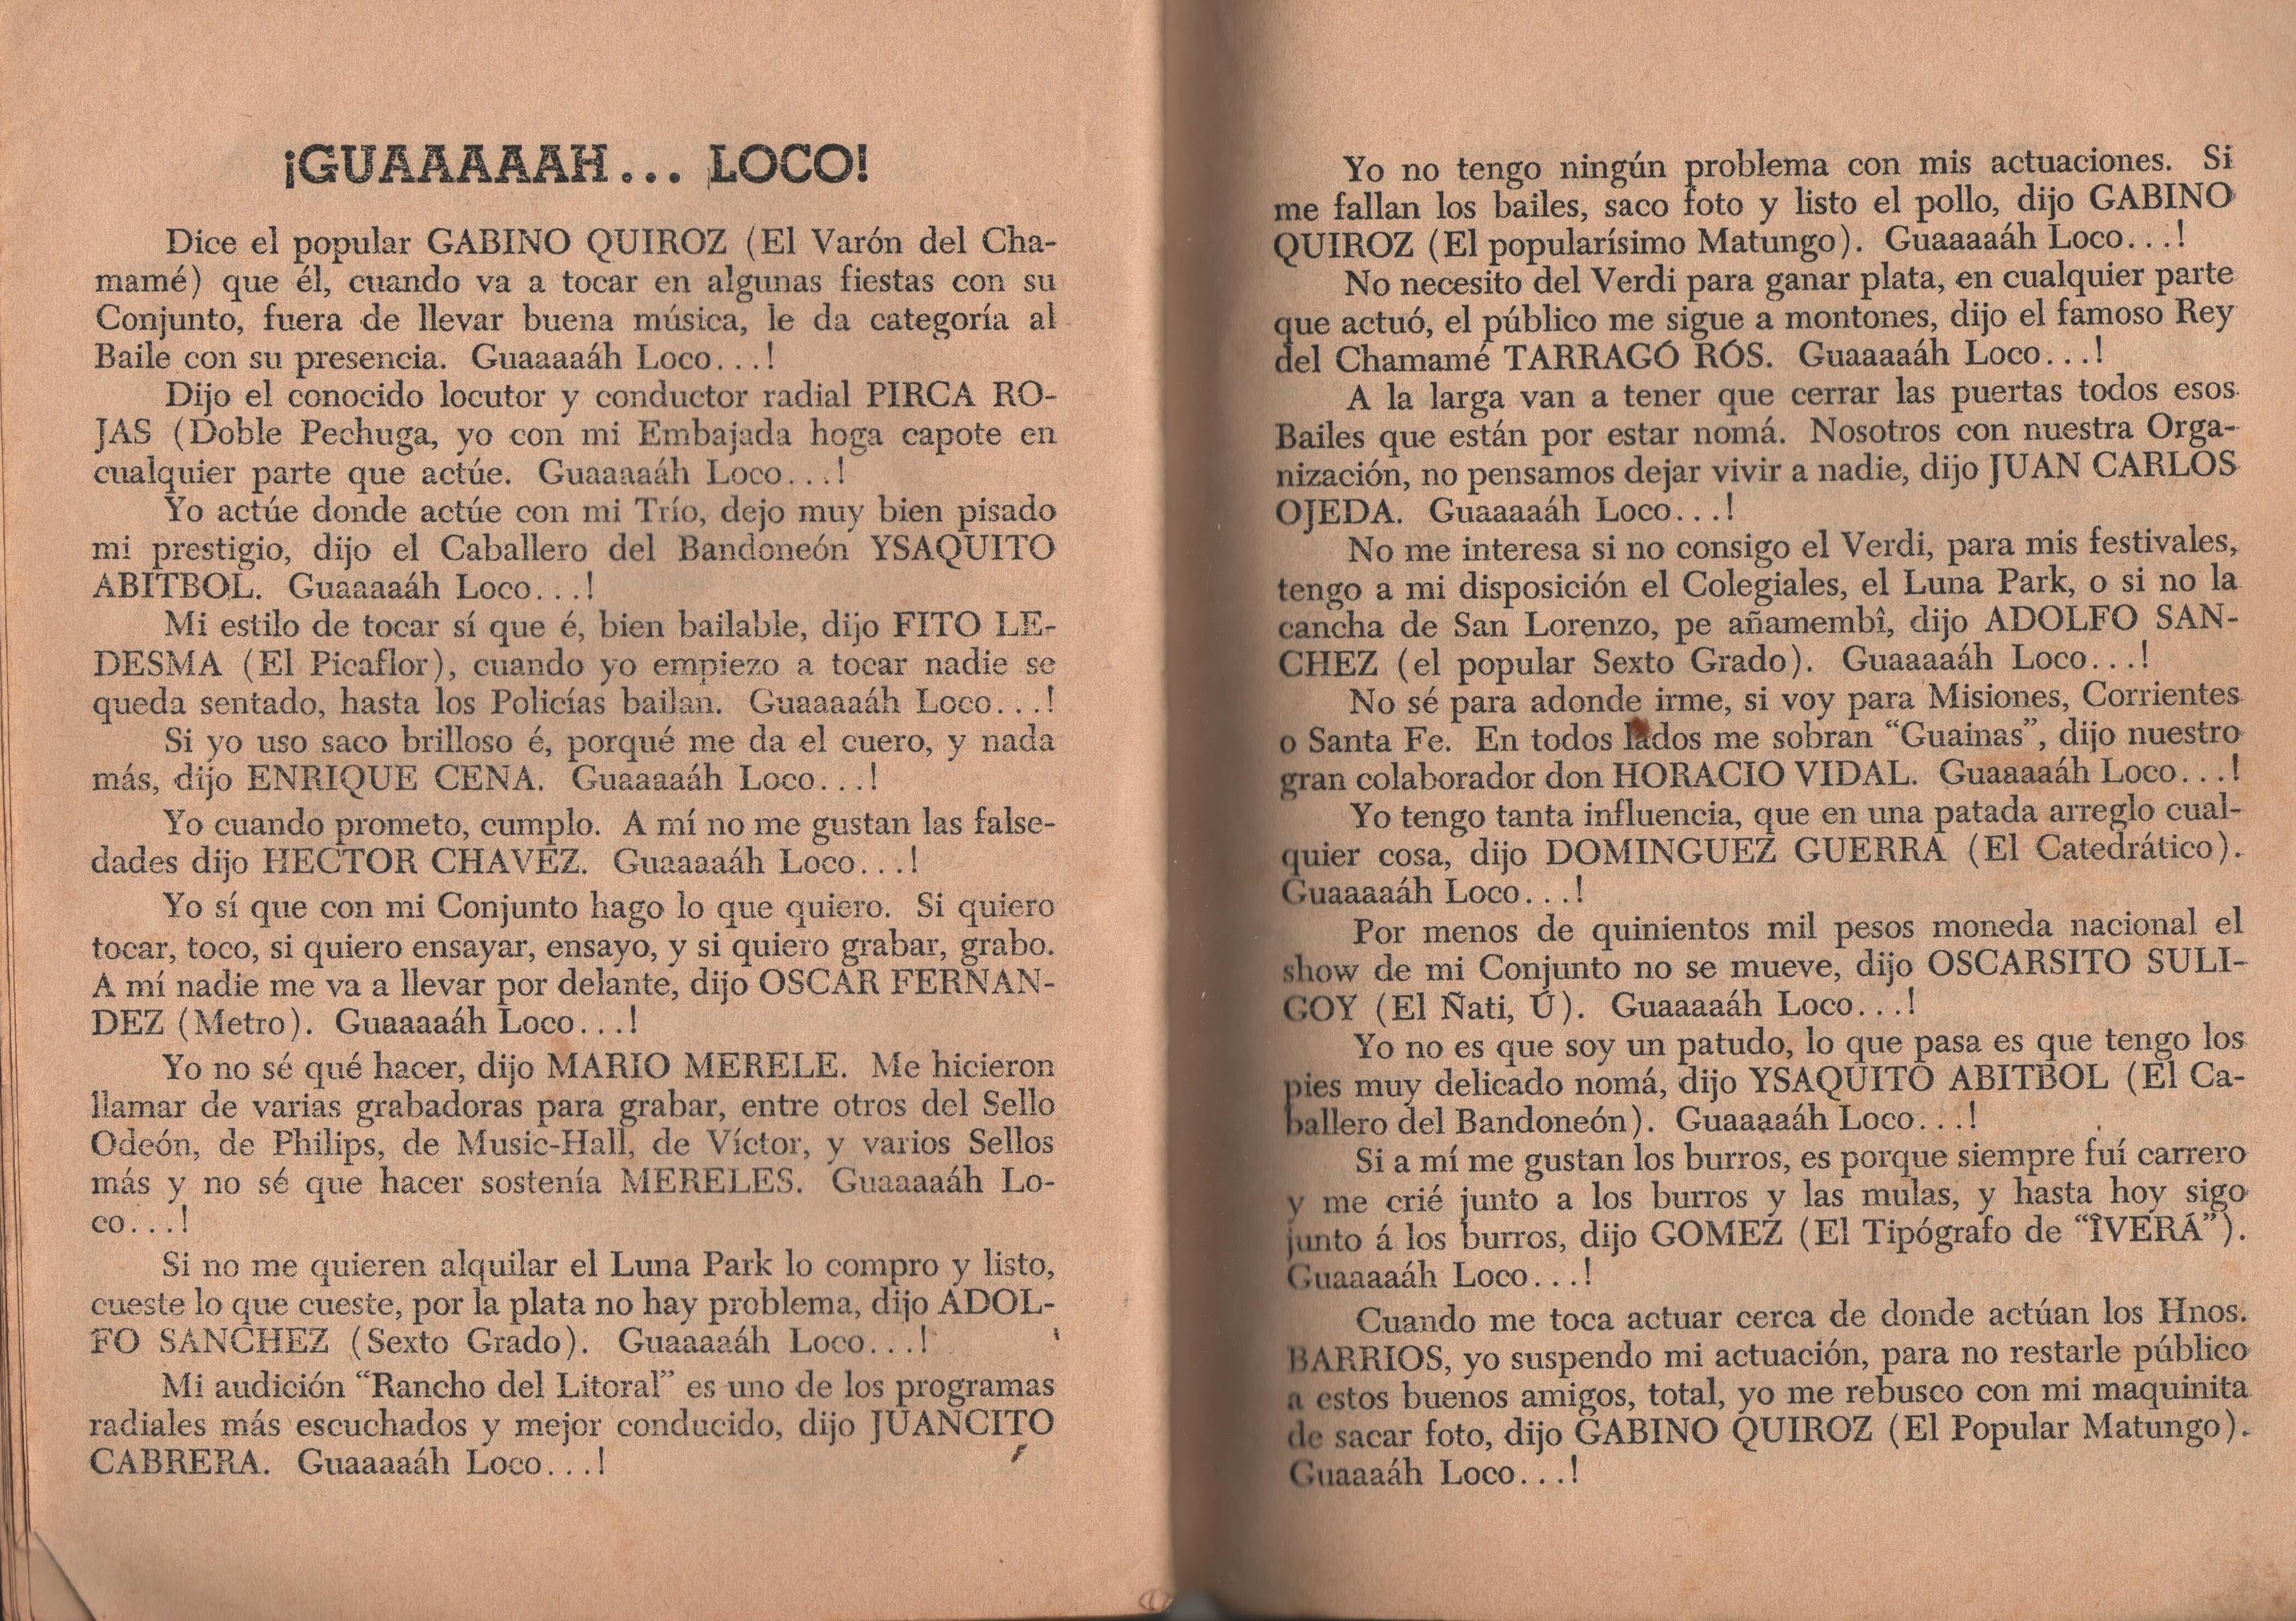 ¡GUAAAAAH... LOCO!
Dice el popular GABINO QUIROZ (El Varón del Cha-
mamé) que él, cuando va a tocar en algunas fiestas con su
Conjunto, fuera de llevar buena música, le da categoría al
Baile con su presencia. Guaaaaáh Loco...!
Dijo el conocido locutor y conductor radial PIRCA RO-
JAS (Doble Pechuga, yo con mi Embajada hoga capote en
cualquier parte que actúe. Guaaaaáh Loco...!
Yo actúe donde actúe con mi Trío, dejo muy bien pisado
mi prestigio, dijo el Caballero del Bandoneón YSAQUITO
ABITBOL. Guaaaaáh Loco...!
Mi estilo de tocar sí que é, bien bailable, dijo FITO LE-
DESMA (El Picaflor), cuando yo empiezo a tocar nadie se
queda sentado, hasta los Policías bailan. Guaaaaáh Loco...!
Si yo uso saco brilloso é, porqué me da el cuero, y nada
más, dijo ENRIQUE CENA. Guaaaaáh Loco...!
Yo cuando prometo, cumplo. A mí no me gustan las false-
dades dijo HECTOR CHAVEZ. Guaaaaáh Loco...!
Yo sí que con mi Conjunto hago lo que quiero. Si quiero
tocar, toco, si quiero ensayar, ensayo, y si quiero grabar, grabo.
A mí nadie me va a llevar por delante, dijo OSCAR FERNAN-
DEZ (Metro). Guaaaaáh Loco...!
Yo no sé qué hacer, dijo MARIO MERELE. Me hicieron
llamar de varias grabadoras para grabar, entre otros del Sello
Odeón, de Philips, de Music-Hall, de Víctor, y varios Sellos
más y no sé que hacer sostenía MERELES. Guaaaaáh Lo-
co...!
Si no me quieren alquilar el Luna Park lo compro y listo,
cueste lo que cueste, por la plata no hay problema, dijo ADOL-
FO SANCHEZ (Sexto Grado). Guaaaaáh Loco...!
Mi audición “Rancho del Litoral” es uno de los programas
radiales más escuchados y mejor conducido, dijo JUANCITO
CABRERA. Guaaaaáh Loco...!
Yo no tengo ningún problema con mis actuaciones. Si
me fallan los bailes, saco foto y listo el pollo, dijo GABINO
QUIROZ (El popularísimo Matungo). Guaaaaáh Loco...!
No necesito del Verdi para ganar plata, en cualquier parte
que actuó, el público me sigue a montones, dijo el famoso Rey
del Chamamé TARRAGÓ RÓS. Guaaaaáh Loco...!
A la larga van a tener que cerrar las puertas todos esos
Bailes que están por estar nomá. Nosotros con nuestra Orga-
nización, no pensamos dejar vivir a nadie, dijo JUAN CARLOS
OJEDA. Guaaaaáh Loco...!
No me interesa si no consigo el Verdi, para mis festivales,
tengo a mi disposición el Colegiales, el Luna Park, o si no la
cancha de San Lorenzo, pe añamembî, dijo ADOLFO SAN-
CHEZ (el popular Sexto Grado). Guaaaaáh Loco...!
No sé para adonde irme, si voy para Misiones, Corrientes
o Santa Fe. En todos lados me sobran “Guainas”, dijo nuestro
gran colaborador don HORACIO VIDAL. Guaaaaáh Loco...!
Yo tengo tanta influencia, que en una patada arreglo cual-
quier cosa, dijo DOMINGUEZ GUERRA (El Catedrático).
Guaaaaáh Loco...!
Por menos de quinientos mil pesos moneda nacional el
show de mi Conjunto no se mueve, dijo OSCARSITO SULI-
GOY (El Ñati, Ú). Guaaaaáh Loco...!
Yo no es que soy un patudo, lo que pasa es que tengo los
pies muy delicado nomá, dijo YSAQUITO ABITBOL (El Ca-
ballero del Bandoneón). Guaaaaáh Loco...!
Si a mí me gustan los burros, es porque siempre fuí carrero
y me crié junto a los burros y las mulas, y hasta hoy sigo
junto á los burros, dijo GOMEZ (El Tipógrafo de “ÎVERÁ”).
Guaaaaáh Loco...!
Cuando me toca actuar cerca de donde actúan los Hnos.
BARRIOS, yo suspendo mi actuación, para no restarle público
a estos buenos amigos, total, yo me rebusco con mi maquinita
de sacar foto, dijo GABINO QUIROZ (El Popular Matungo).
Guaaaáh Loco...!